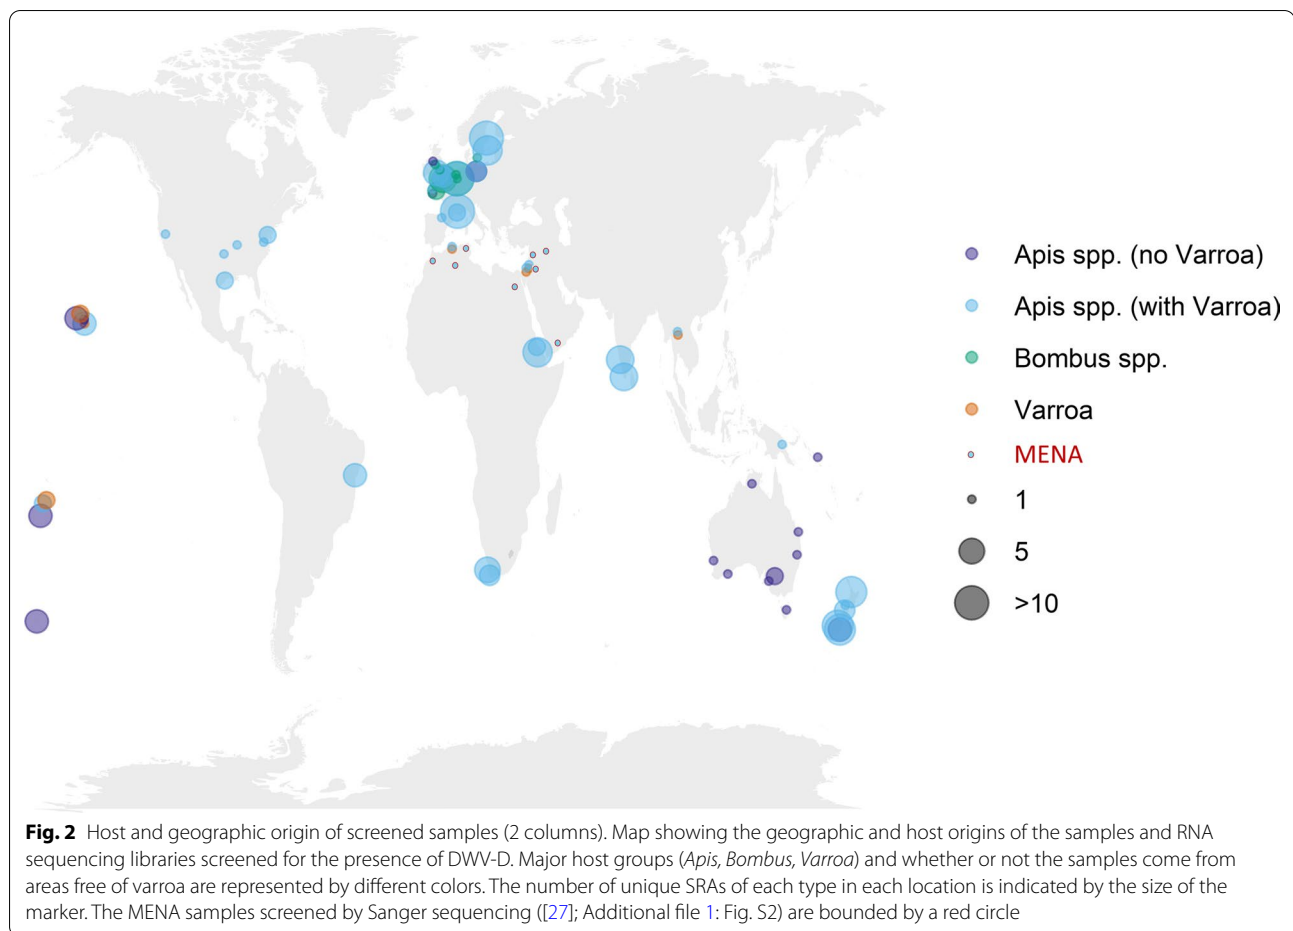 Apis spp. (no Varroa)
Apis spp. (with Varroa)
Bombus spp.
Varroa
MENA
1
5
>10
Fig. 2 Host and geographic origin of screened samples (2 columns). Map showing the geographic and host origins of the samples and RNA
sequencing libraries screened for the presence of DWV-D. Major host groups (Apis, Bombus, Varroa) and whether or not the samples come from
areas free of varroa are represented by different colors. The number of unique SRAs of each type in each location is indicated by the size of the
marker. The MENA samples screened by Sanger sequencing ([27]; Additional file 1: Fig. S2) are bounded by a red circle